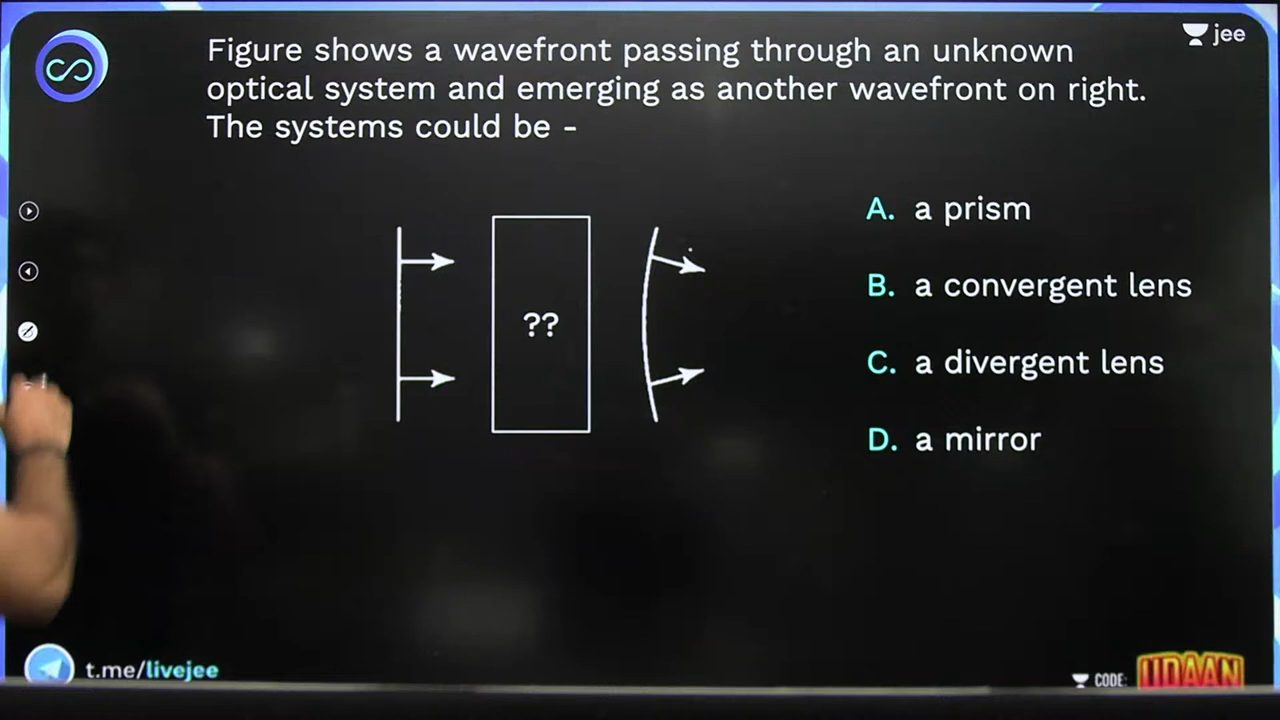 Figure shows a wavefront passing through an unknown
optical system and emerging as another wavefront on right.
The systems could be -
jee
??
A. a prism
B. a convergent lens
C. a divergent lens
D. a mirror
t.me/livejee
CODE: UDAAN